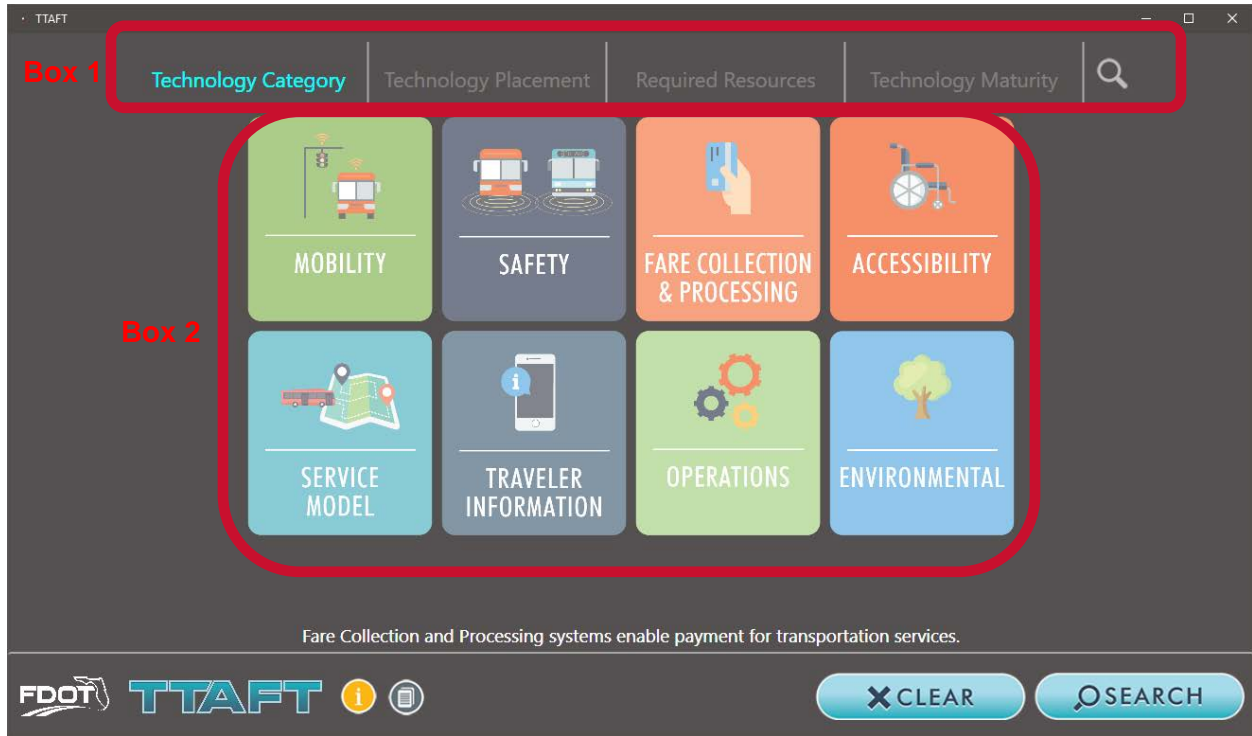 TTAFT
Box 1
Technology Category
Technology Placement
Required Resources
Technology Maturity
MOBILITY
SAFETY
FARE COLLECTION
& PROCESSING
ACCESSIBILITY
Box 2
i
SERVICE
MODEL
TRAVELER
INFORMATION
OPERATIONS
ENVIRONMENTAL
Fare Collection and Processing systems enable payment for transportation services.
FDOT
TTAFT
i
CLEAR
SEARCH